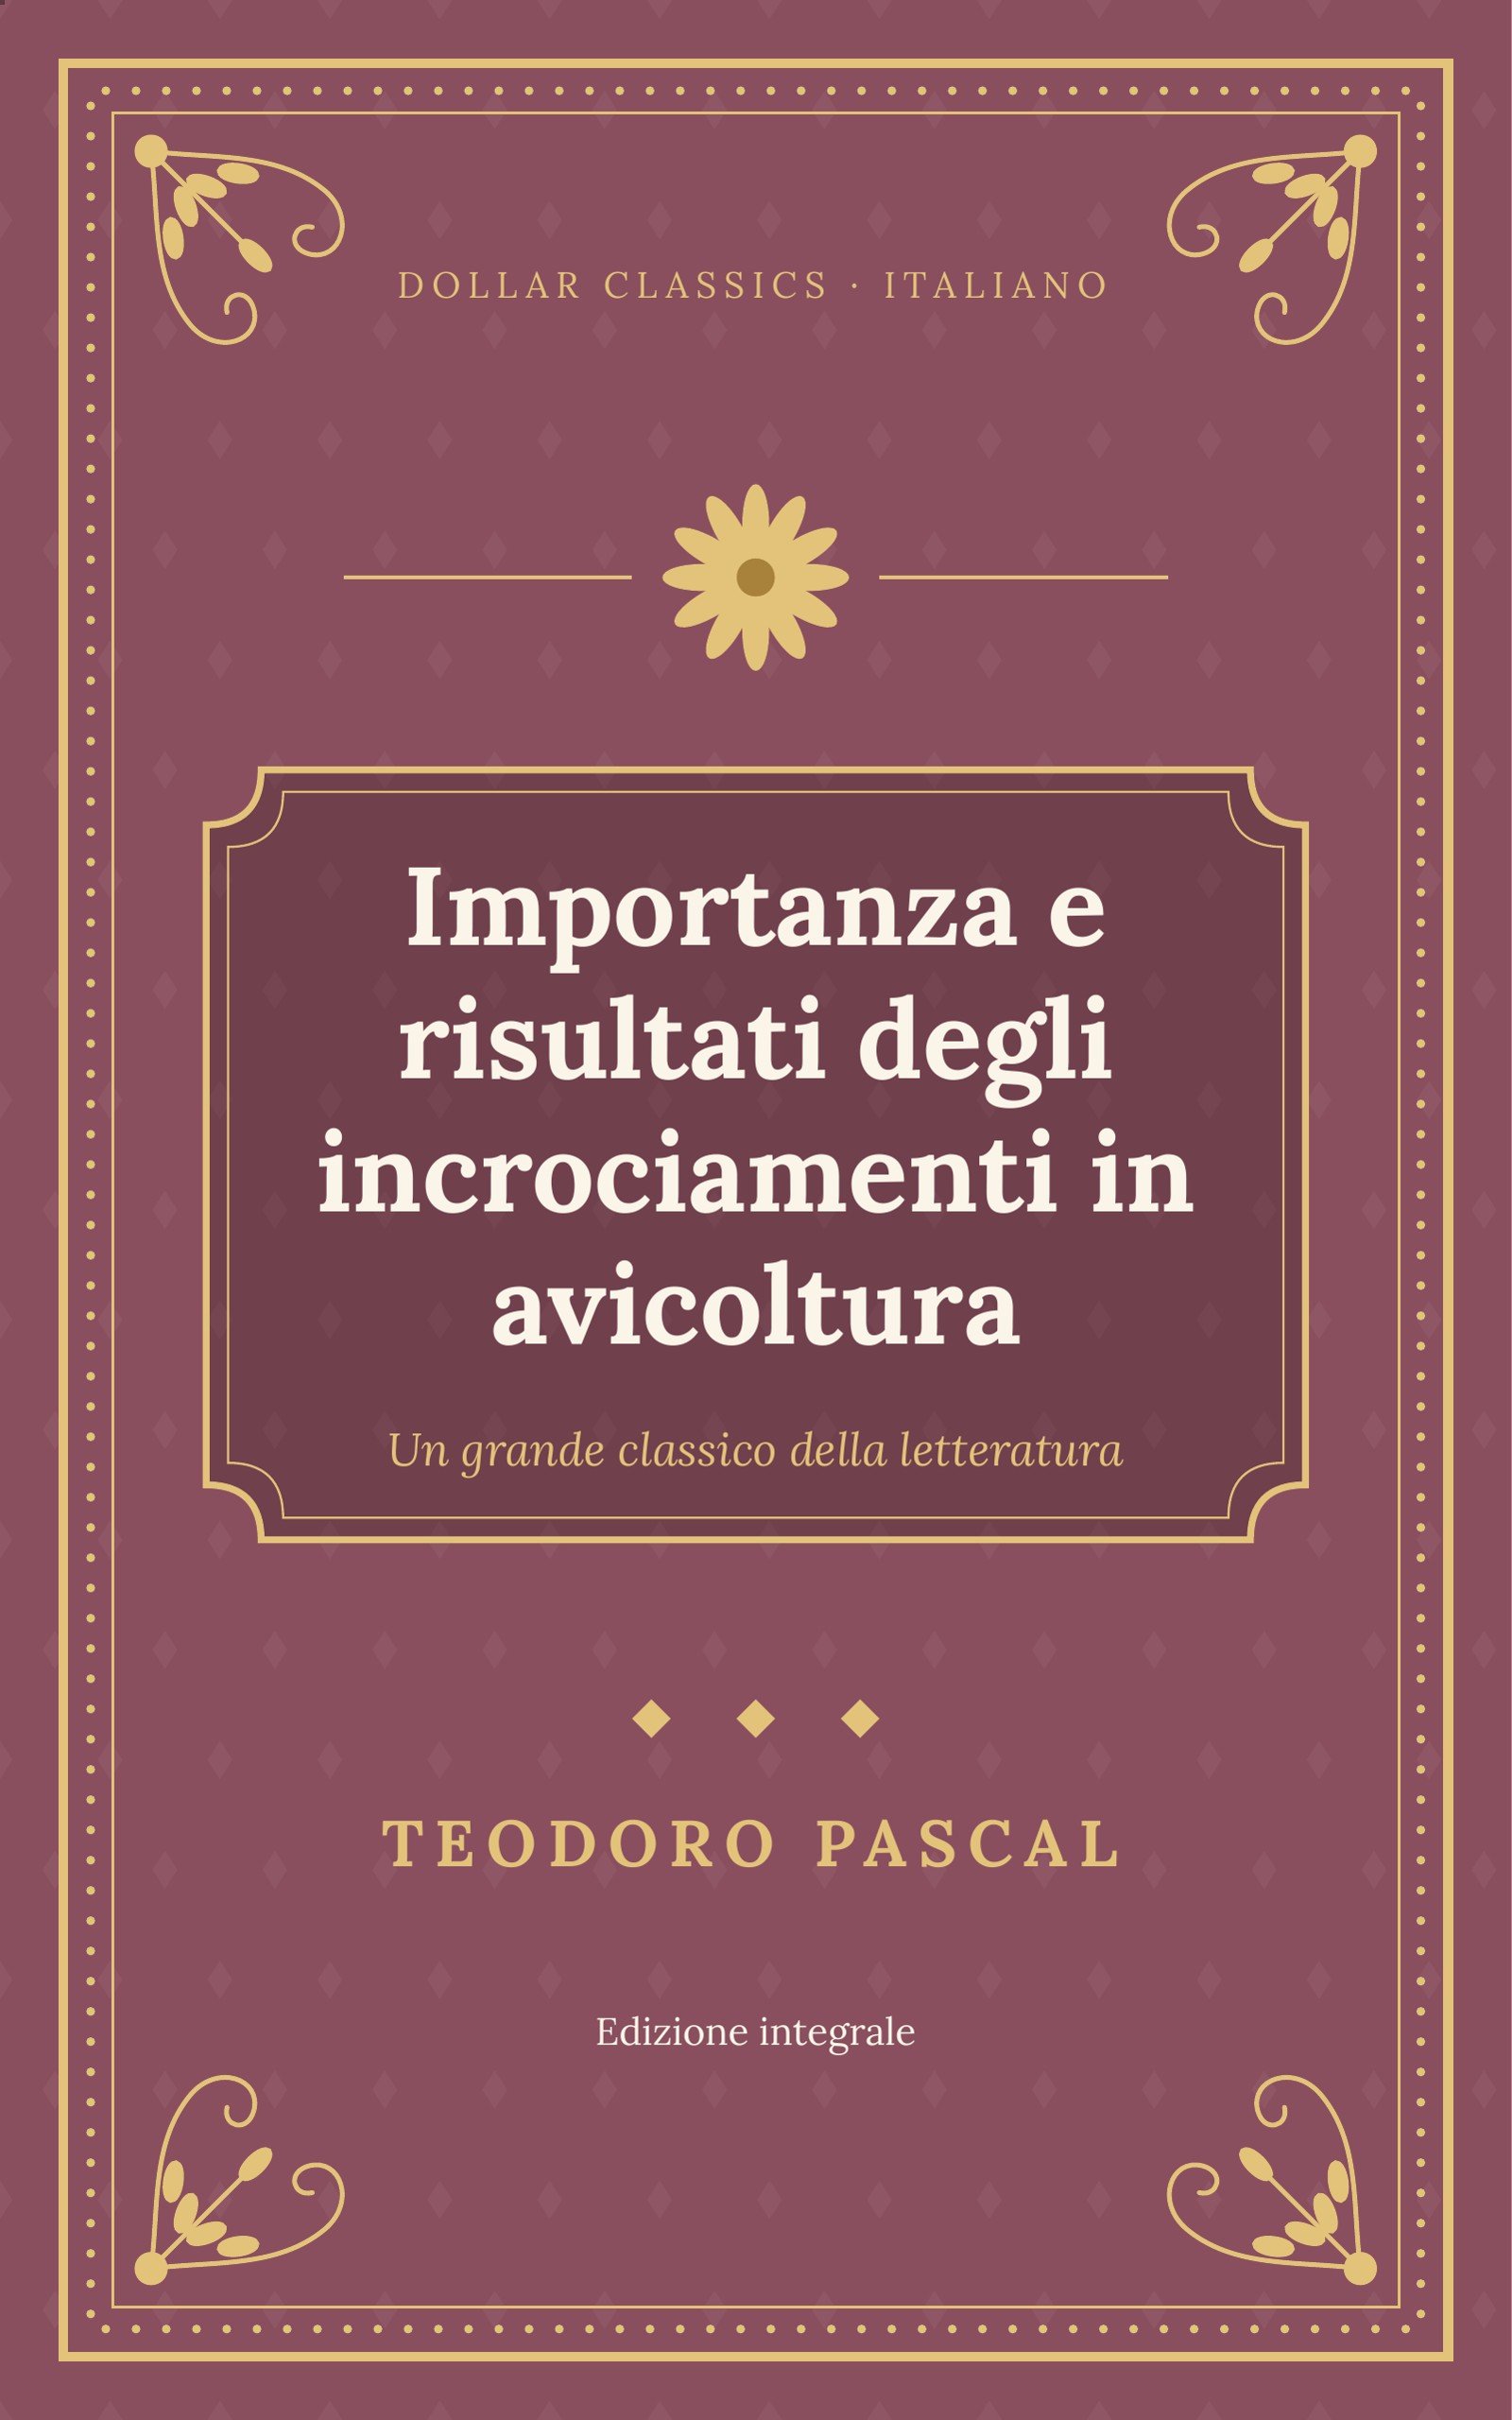 DOLLAR CLASSICS · ITALIANO
Importanza e
risultati degli
incrociamenti in
avicoltura
Un grande classico della letteratura
TEODORO PASCAL
Edizione integrale